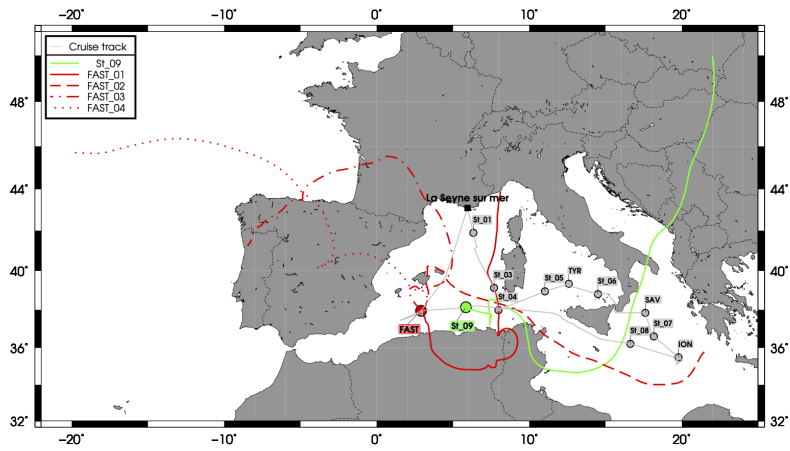 −20° −10° 0° 10° 20°
Cruise track
St_09
FAST_01
FAST_02
FAST_03
FAST_04
48° 48°
44° 44°
La Seyne sur mer
St_01
40° 40°
St_03
St_05
TYR
St_06
St_04
SAV
FAST
St_09
St_07
St_08
ION
36° 36°
32° 32°
−20° −10° 0° 10° 20°